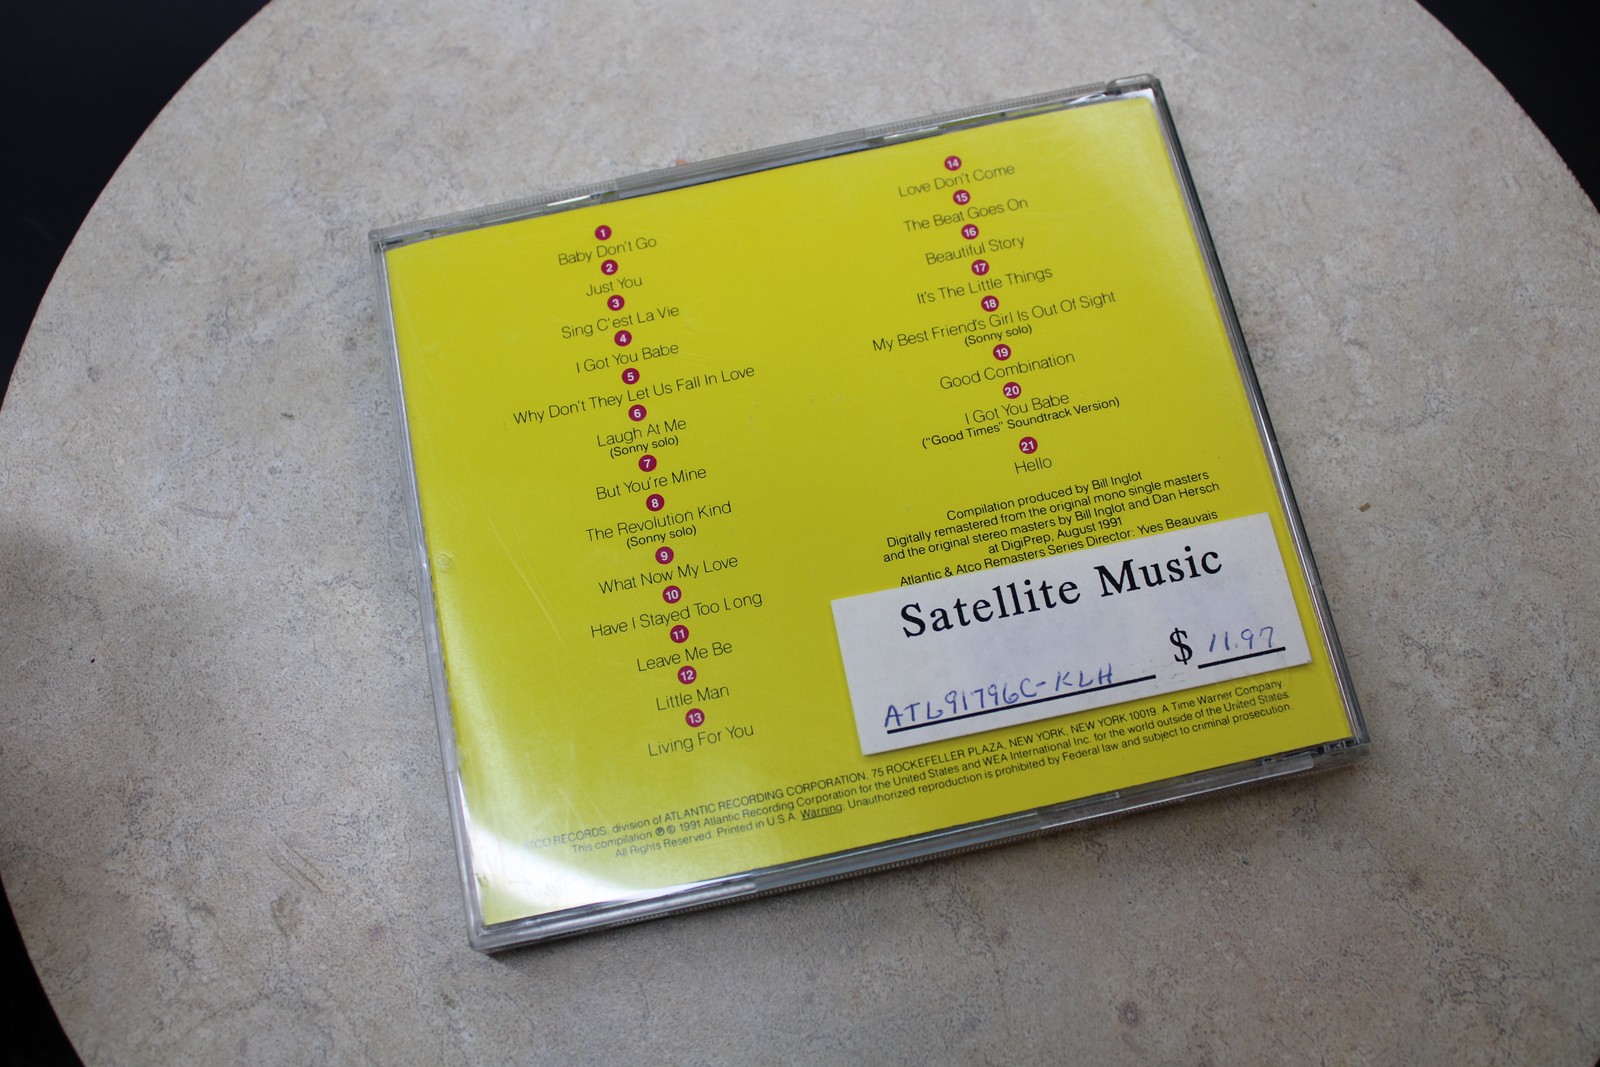 1
Baby Don't Go
2
Just You
3
Sing C'est La Vie
4
I Got You Babe
5
Why Don't They Let Us Fall In Love
6
Laugh At Me
(Sonny solo)
7
But You're Mine
8
The Revolution Kind
(Sonny solo)
9
What Now My Love
10
Have I Stayed Too Long
11
Leave Me Be
12
Little Man
13
Living For You
14
Love Don't Come
15
The Beat Goes On
16
Beautiful Story
17
It's The Little Things
18
My Best Friend's Girl Is Out Of Sight
(Sonny solo)
19
Good Combination
20
I Got You Babe
("Good Times" Soundtrack Version)
21
Hello
Compilation produced by Bill Inglot
Digitally remastered from the original mono single masters
and the original stereo masters by Bill Inglot and Dan Hersch
at DigiPrep, August 1991
Atlantic & Atco Remasters Series Director: Yves Beauvais
Satellite Music
$ 11.97
ATL91796C-KLH
ATCO RECORDS, division of ATLANTIC RECORDING CORPORATION, 75 ROCKEFELLER PLAZA, NEW YORK, NEW YORK 10019. A Time Warner Company.
This compilation ℗ © 1991 Atlantic Recording Corporation for the United States and WEA International Inc. for the world outside of the United States.
All Rights Reserved. Printed in U.S.A. Warning: Unauthorized reproduction is prohibited by Federal law and subject to criminal prosecution.